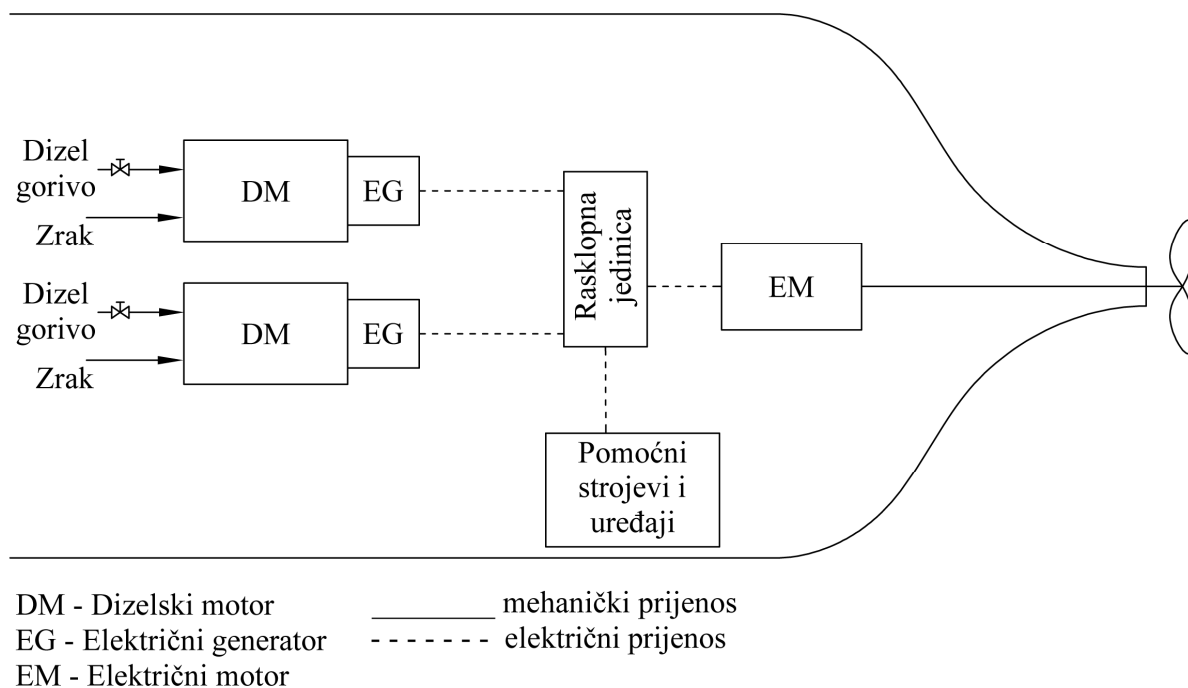 Dizel
gorivo
Zrak
DM
EG
Dizel
gorivo
Zrak
DM
EG
Rasklopna
jedinica
EM
Pomoćni
strojevi i
uređaji
DM - Dizelski motor
EG - Električni generator
EM - Električni motor
mehanički prijenos
električni prijenos